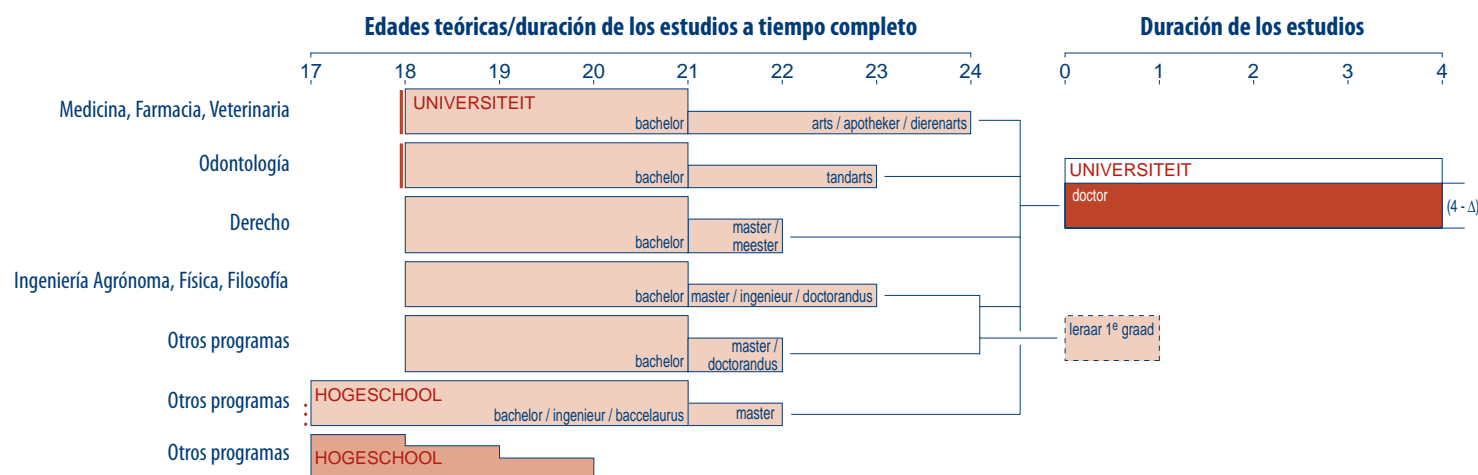 Edades teóricas/duración de los estudios a tiempo completo
Duración de los estudios
17 18 19 20 21 22 23 24
0 1 2 3 4
Medicina, Farmacia, Veterinaria
UNIVERSITEIT
bachelor
arts / apotheker / dierenarts
Odontología
bachelor
tandarts
UNIVERSITEIT
doctor
(4 - Δ)
Derecho
bachelor
master /
meester
Ingeniería Agrónoma, Física, Filosofía
bachelor
master / ingenieur / doctorandus
Otros programas
bachelor
master /
doctorandus
leraar 1e graad
Otros programas
HOGESCHOOL
bachelor / ingenieur / baccelaurus
master
Otros programas
HOGESCHOOL